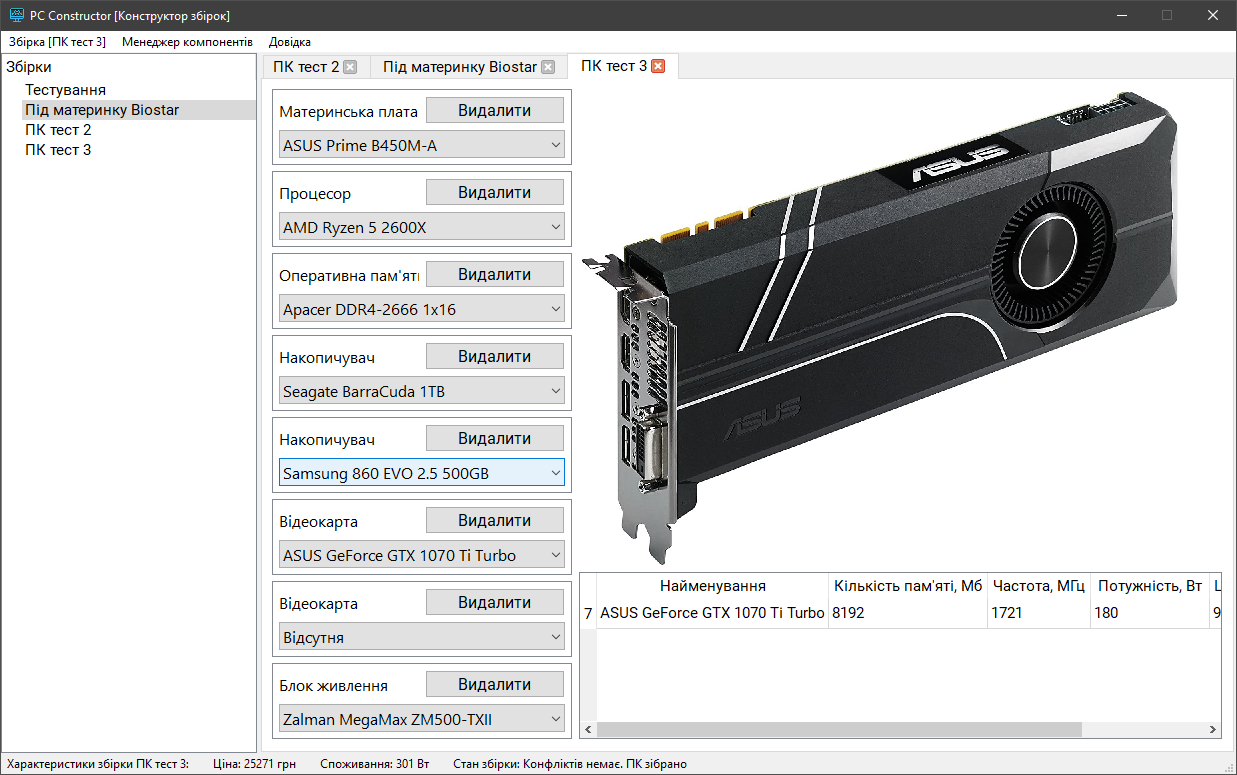 PC Constructor [Конструктор збірок]
Збірка [ПК тест 3] Менеджер компонентів Довідка
Збірки
Тестування
Під материнку Biostar
ПК тест 2
ПК тест 3
ПК тест 2 Під материнку Biostar ПК тест 3
Материнська плата Видалити
ASUS Prime B450M-A
Процесор Видалити
AMD Ryzen 5 2600X
Оперативна пам'яті Видалити
Apacer DDR4-2666 1x16
Накопичувач Видалити
Seagate BarraCuda 1TB
Накопичувач Видалити
Samsung 860 EVO 2.5 500GB
Відеокарта Видалити
ASUS GeForce GTX 1070 Ti Turbo
Відеокарта Видалити
Відсутня
Блок живлення Видалити
Zalman MegaMax ZM500-TXII
ASUS
ASUS
Найменування Кількість пам'яті, Мб Частота, МГц Потужність, Вт
7 ASUS GeForce GTX 1070 Ti Turbo 8192 1721 180 9
Характеристики збірки ПК тест 3: Ціна: 25271 грн Споживання: 301 Вт Стан збірки: Конфліктів немає. ПК зібрано